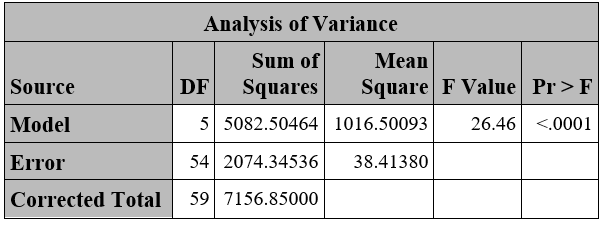 Analysis of Variance
Source DF Sum of Squares Mean Square F Value Pr > F
Model 5 5082.50464 1016.50093 26.46 <.0001
Error 54 2074.34536 38.41380
Corrected Total 59 7156.85000